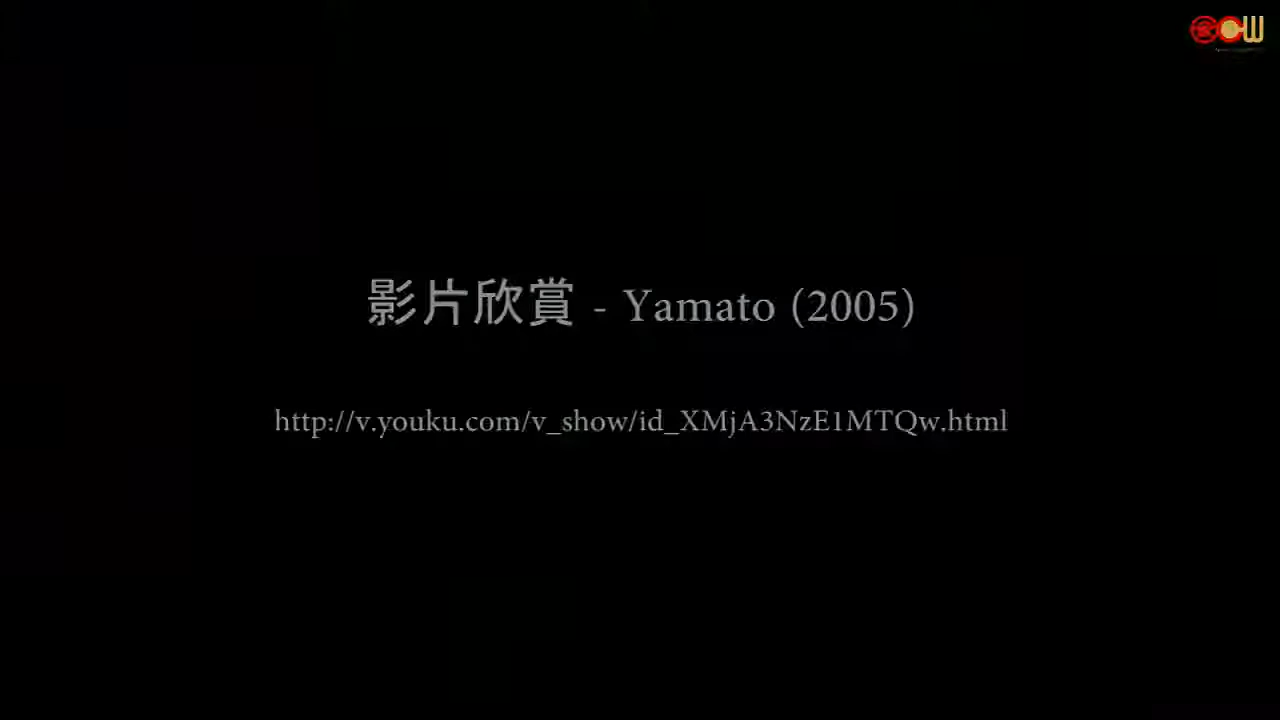 影片欣賞 - Yamato (2005)
http://v.youku.com/v_show/id_XMjA3NzE1MTQw.html